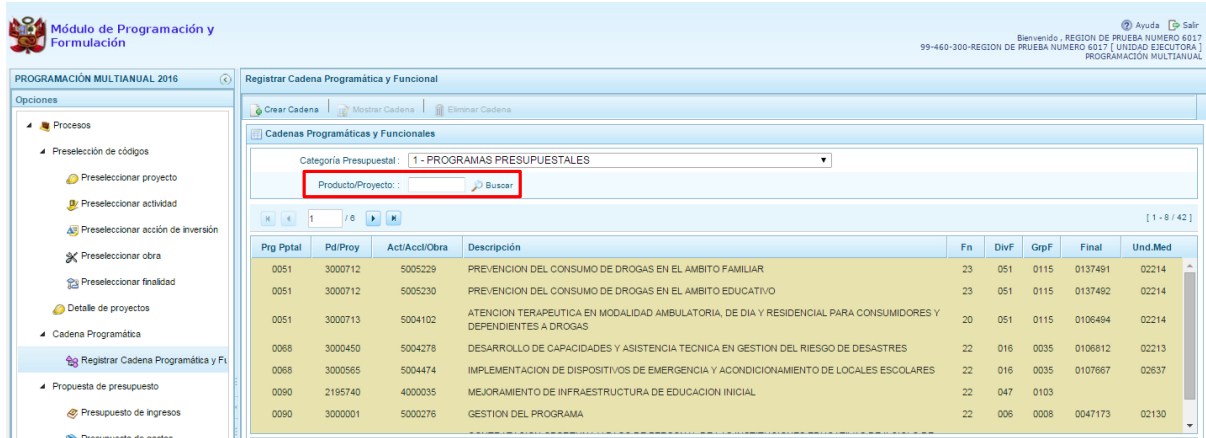 Módulo de Programación y
Formulación
Ayuda Salir
Bienvenido , REGION DE PRUEBA NUMERO 6017
99-460-300-REGION DE PRUEBA NUMERO 6017 [ UNIDAD EJECUTORA ]
PROGRAMACIÓN MULTIANUAL
PROGRAMACIÓN MULTIANUAL 2016
Opciones
Procesos
Preselección de códigos
Preseleccionar proyecto
Preseleccionar actividad
Preseleccionar acción de inversión
Preseleccionar obra
Preseleccionar finalidad
Detalle de proyectos
Cadena Programática
Registrar Cadena Programática y Fu
Propuesta de presupuesto
Presupuesto de ingresos
Presupuesto de gastos
Registrar Cadena Programática y Funcional
Crear Cadena Mostrar Cadena Eliminar Cadena
Cadenas Programáticas y Funcionales
Categoría Presupuestal : 1 - PROGRAMAS PRESUPUESTALES
Producto/Proyecto: : Buscar
1 / 6 [ 1 - 8 / 42 ]
Prg Pptal Pd/Proy Act/AccI/Obra Descripción Fn DivF GrpF Final Und.Med
0051 3000712 5005229 PREVENCION DEL CONSUMO DE DROGAS EN EL AMBITO FAMILIAR 23 051 0115 0137491 02214
0051 3000712 5005230 PREVENCION DEL CONSUMO DE DROGAS EN EL AMBITO EDUCATIVO 23 051 0115 0137492 02214
0051 3000713 5004102 ATENCION TERAPEUTICA EN MODALIDAD AMBULATORIA, DE DIA Y RESIDENCIAL PARA CONSUMIDORES Y 20 051 0115 0106494 02214
DEPENDIENTES A DROGAS
0068 3000450 5004278 DESARROLLO DE CAPACIDADES Y ASISTENCIA TECNICA EN GESTION DEL RIESGO DE DESASTRES 22 016 0035 0106812 02213
0068 3000565 5004474 IMPLEMENTACION DE DISPOSITIVOS DE EMERGENCIA Y ACONDICIONAMIENTO DE LOCALES ESCOLARES 22 016 0035 0107667 02637
0090 2195740 4000035 MEJORAMIENTO DE INFRAESTRUCTURA DE EDUCACION INICIAL 22 047 0103
0090 3000001 5000276 GESTION DEL PROGRAMA 22 006 0008 0047173 02130